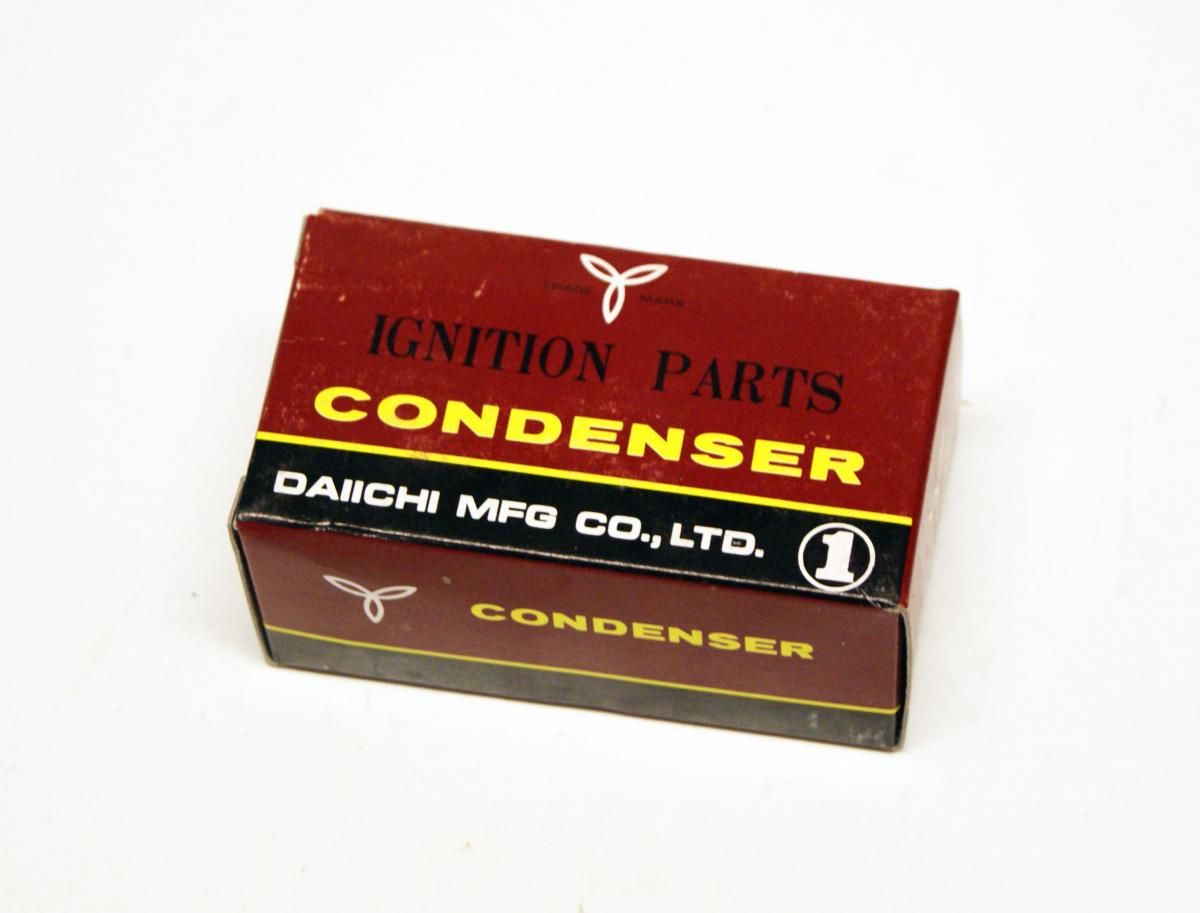 TRADE MARK
IGNITION PARTS
CONDENSER
DAIICHI MFG CO., LTD. 1
CONDENSER